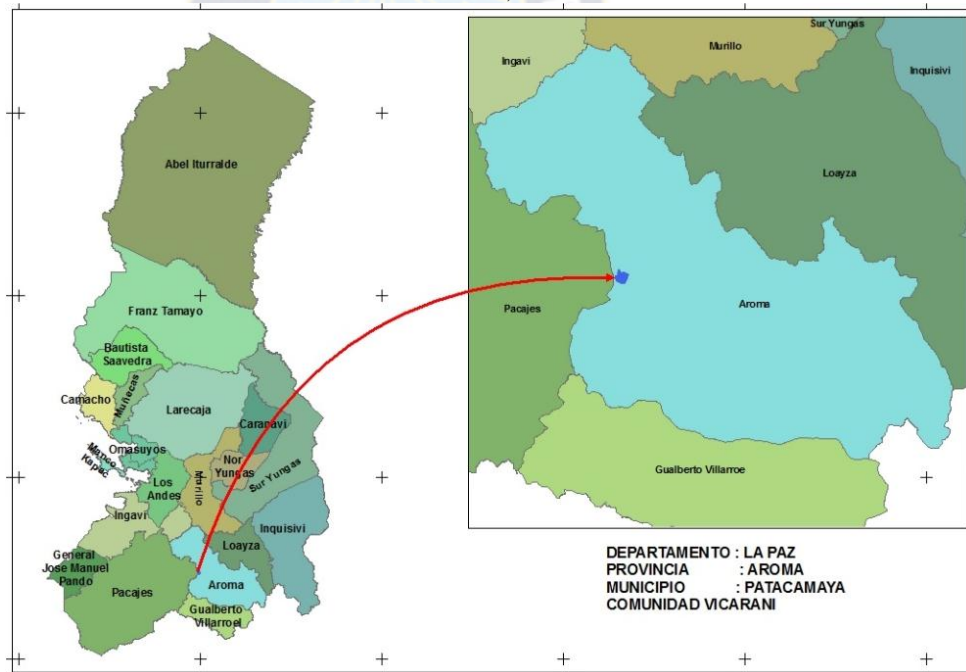 Abel Iturralde
Franz Tamayo
Bautista
Saavedra
Camacho
Muñecas
Larecaja
Caranavi
Omasuyos
Manco
Kapac
Los
Andes
Murillo
Nor
Yungas
Sur Yungas
Ingavi
Inquisivi
General
Jose Manuel
Pando
Loayza
Pacajes
Aroma
Gualberto
Villarroel
Sur Yungas
Murillo
Ingavi
Inquisivi
Loayza
Pacajes
Aroma
Gualberto Villarroe
DEPARTAMENTO : LA PAZ
PROVINCIA : AROMA
MUNICIPIO : PATACAMAYA
COMUNIDAD VICARANI